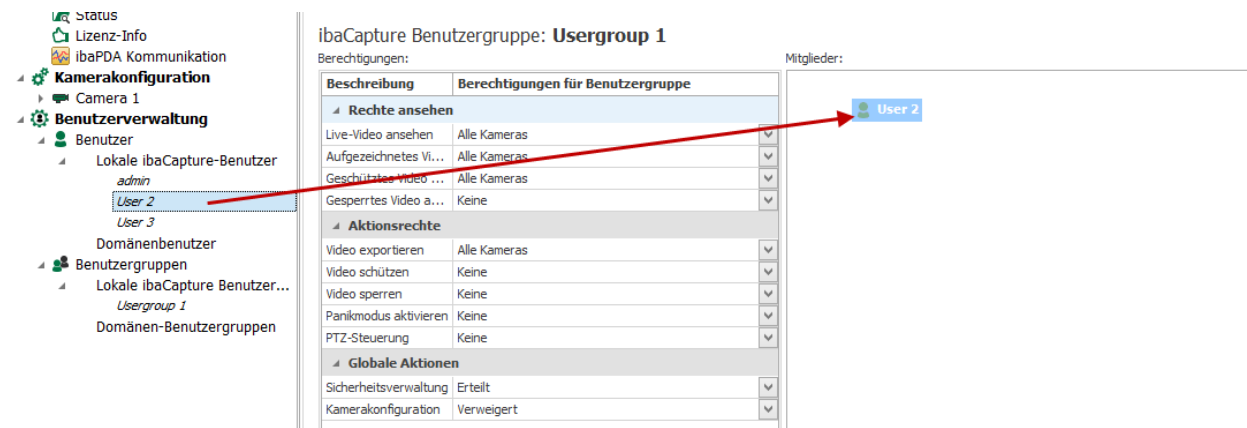 Status
Lizenz-Info
ibaPDA Kommunikation
Kamerakonfiguration
Camera 1
Benutzerverwaltung
Benutzer
Lokale ibaCapture-Benutzer
admin
User 2
User 3
Domänenbenutzer
Benutzergruppen
Lokale ibaCapture Benutzer...
Usergroup 1
Domänen-Benutzergruppen
ibaCapture Benutzergruppe: Usergroup 1
Berechtigungen:
Beschreibung Berechtigungen für Benutzergruppe
Rechte ansehen
Live-Video ansehen Alle Kameras
Aufgezeichnetes Vi... Alle Kameras
Geschütztes Video ... Alle Kameras
Gesperrtes Video a... Keine
Aktionsrechte
Video exportieren Alle Kameras
Video schützen Keine
Video sperren Keine
Panikmodus aktivieren Keine
PTZ-Steuerung Keine
Globale Aktionen
Sicherheitsverwaltung Erteilt
Kamerakonfiguration Verweigert
Mitglieder:
User 2